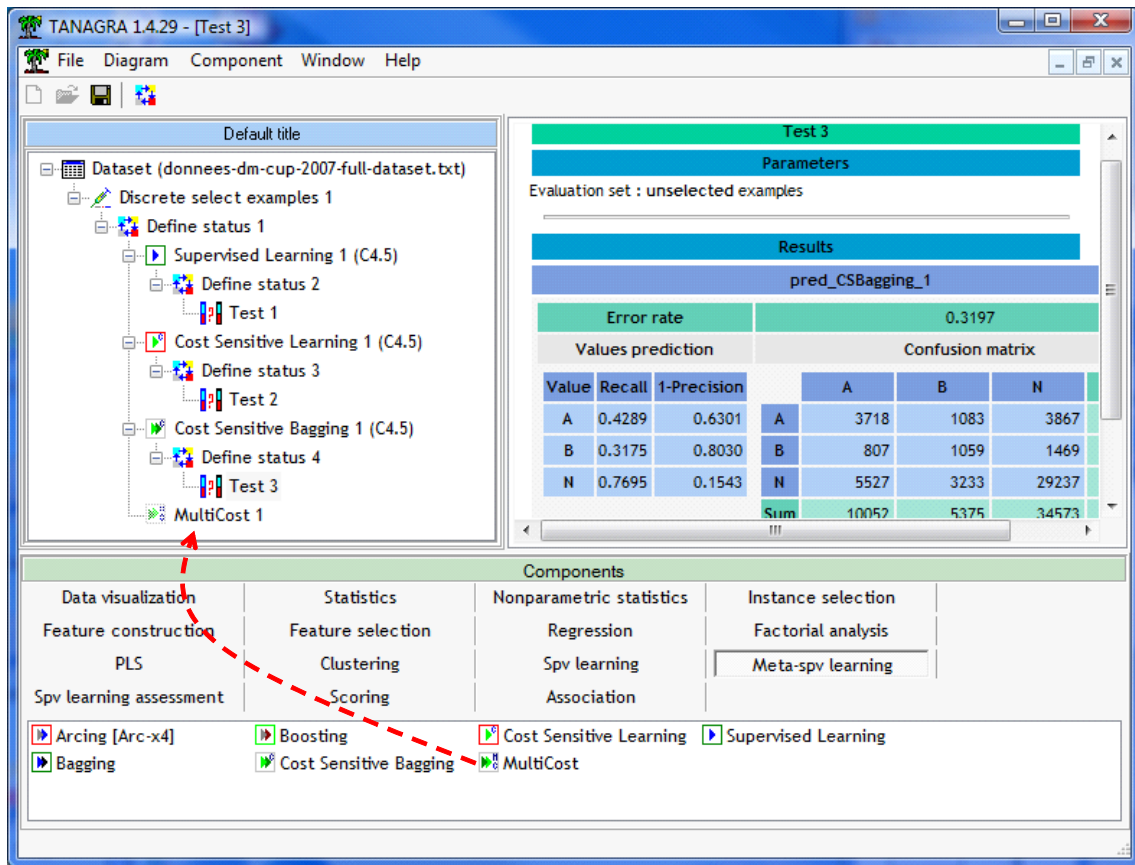 TANAGRA 1.4.29 - [Test 3]
File Diagram Component Window Help
Default title
Dataset (donnees-dm-cup-2007-full-dataset.txt)
Discrete select examples 1
Define status 1
Supervised Learning 1 (C4.5)
Define status 2
Test 1
Cost Sensitive Learning 1 (C4.5)
Define status 3
Test 2
Cost Sensitive Bagging 1 (C4.5)
Define status 4
Test 3
MultiCost 1
Test 3
Parameters
Evaluation set : unselected examples
Results
pred_CSBagging_1
Error rate 0.3197
Values prediction Confusion matrix
Value Recall 1-Precision A B N
A 0.4289 0.6301 A 3718 1083 3867
B 0.3175 0.8030 B 807 1059 1469
N 0.7695 0.1543 N 5527 3233 29237
Sum 10052 5375 34573
Components
Data visualization Statistics Nonparametric statistics Instance selection
Feature construction Feature selection Regression Factorial analysis
PLS Clustering Spv learning Meta-spv learning
Spv learning assessment Scoring Association
Arcing [Arc-x4] Boosting Cost Sensitive Learning Supervised Learning
Bagging Cost Sensitive Bagging MultiCost